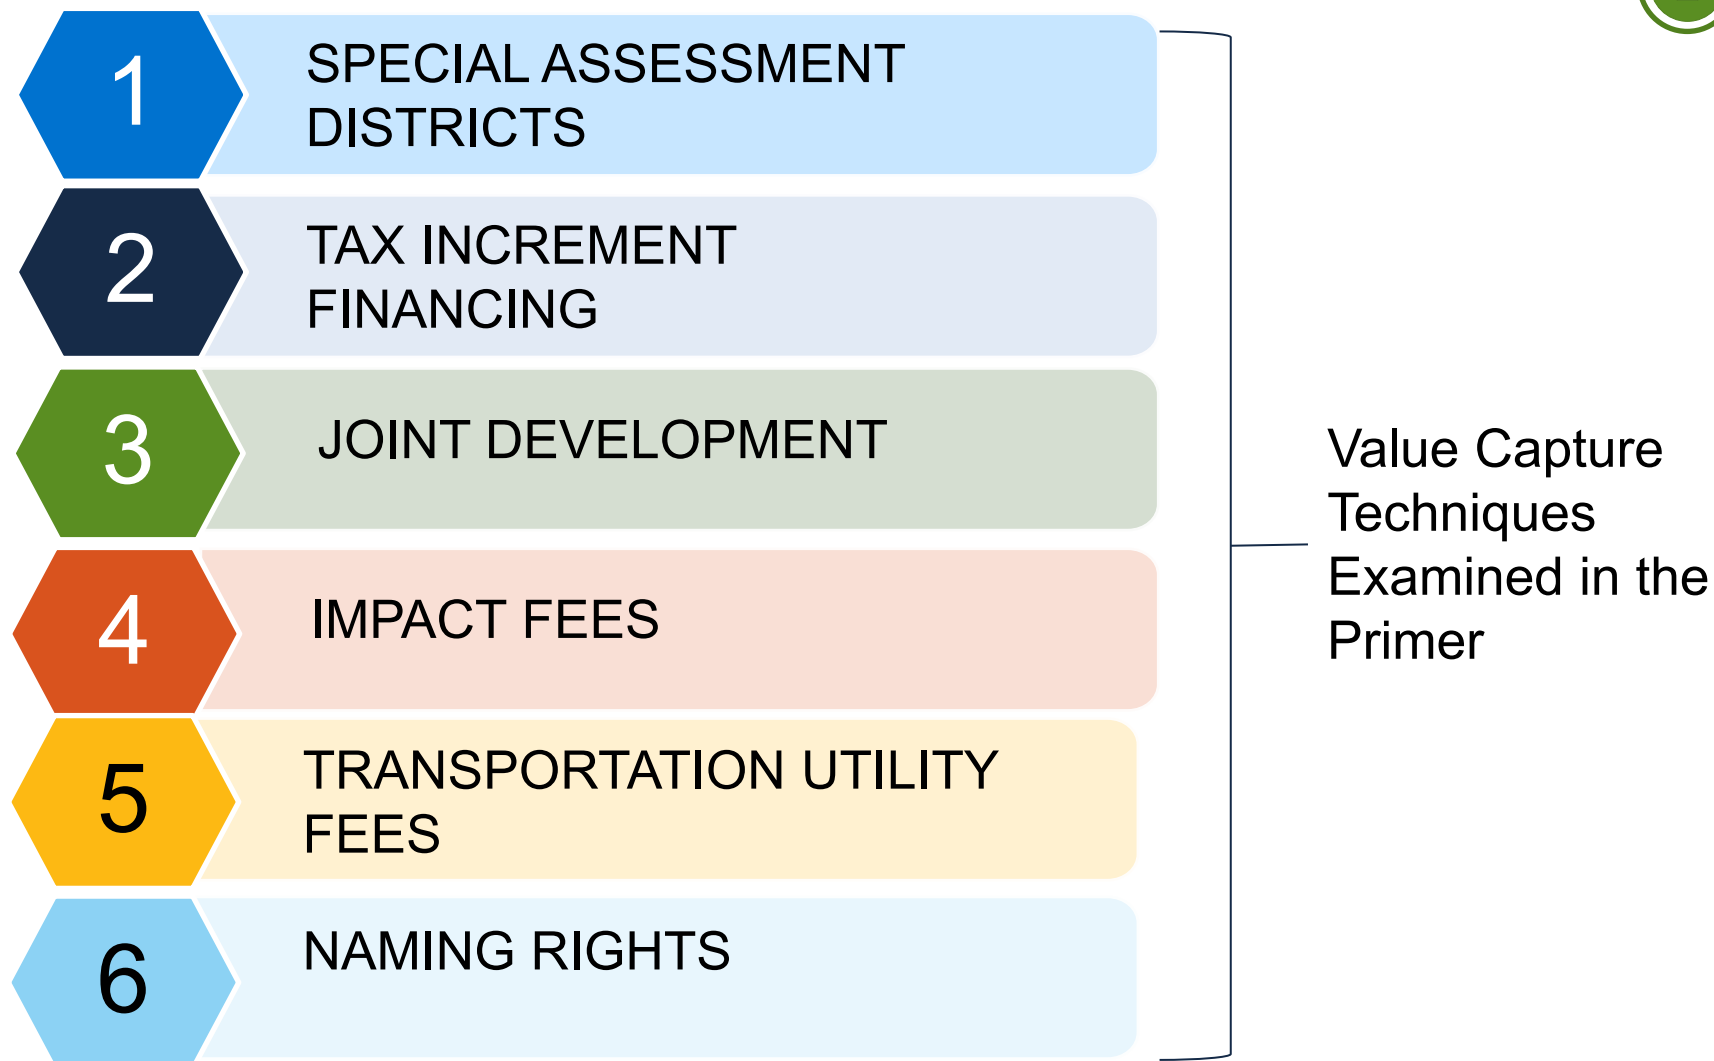 1
SPECIAL ASSESSMENT
DISTRICTS
2
TAX INCREMENT
FINANCING
3
JOINT DEVELOPMENT
4
IMPACT FEES
5
TRANSPORTATION UTILITY
FEES
6
NAMING RIGHTS
Value Capture
Techniques
Examined in the
Primer